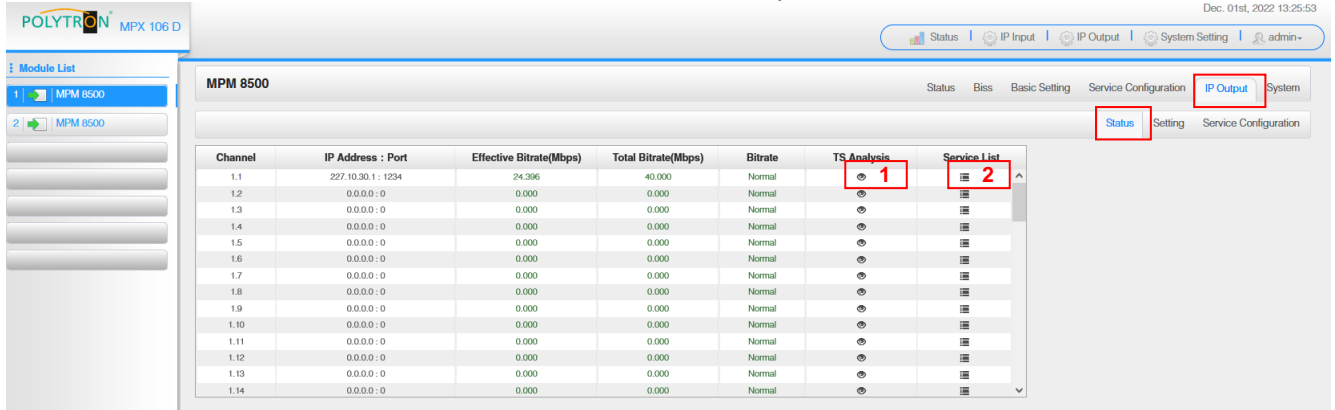 Dec. 01st, 2022 13:25:53
POLYTRON MPX 106 D
Status | IP Input | IP Output | System Setting | admin
Module List
1 | MPM 8500
2 | MPM 8500
MPM 8500
Status Biss Basic Setting Service Configuration IP Output System
Status Setting Service Configuration
Channel IP Address : Port Effective Bitrate(Mbps) Total Bitrate(Mbps) Bitrate TS Analysis Service List
1.1 227.10.30.1 : 1234 24.396 40.000 Normal 1 2
1.2 0.0.0.0 : 0 0.000 0.000 Normal
1.3 0.0.0.0 : 0 0.000 0.000 Normal
1.4 0.0.0.0 : 0 0.000 0.000 Normal
1.5 0.0.0.0 : 0 0.000 0.000 Normal
1.6 0.0.0.0 : 0 0.000 0.000 Normal
1.7 0.0.0.0 : 0 0.000 0.000 Normal
1.8 0.0.0.0 : 0 0.000 0.000 Normal
1.9 0.0.0.0 : 0 0.000 0.000 Normal
1.10 0.0.0.0 : 0 0.000 0.000 Normal
1.11 0.0.0.0 : 0 0.000 0.000 Normal
1.12 0.0.0.0 : 0 0.000 0.000 Normal
1.13 0.0.0.0 : 0 0.000 0.000 Normal
1.14 0.0.0.0 : 0 0.000 0.000 Normal